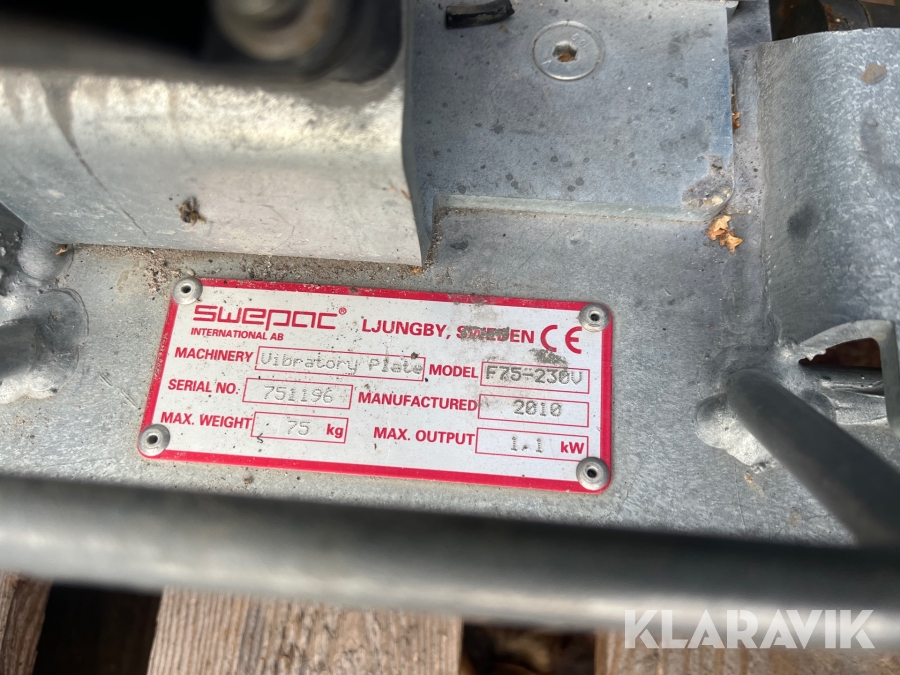 swepac®
INTERNATIONAL AB
LJUNGBY, SWEDEN CE
MACHINERY Vibratory Plate MODEL F75-230V
SERIAL NO. 751196 MANUFACTURED 2010
MAX. WEIGHT 75 kg MAX. OUTPUT 1.1 kW
KLARAVIK